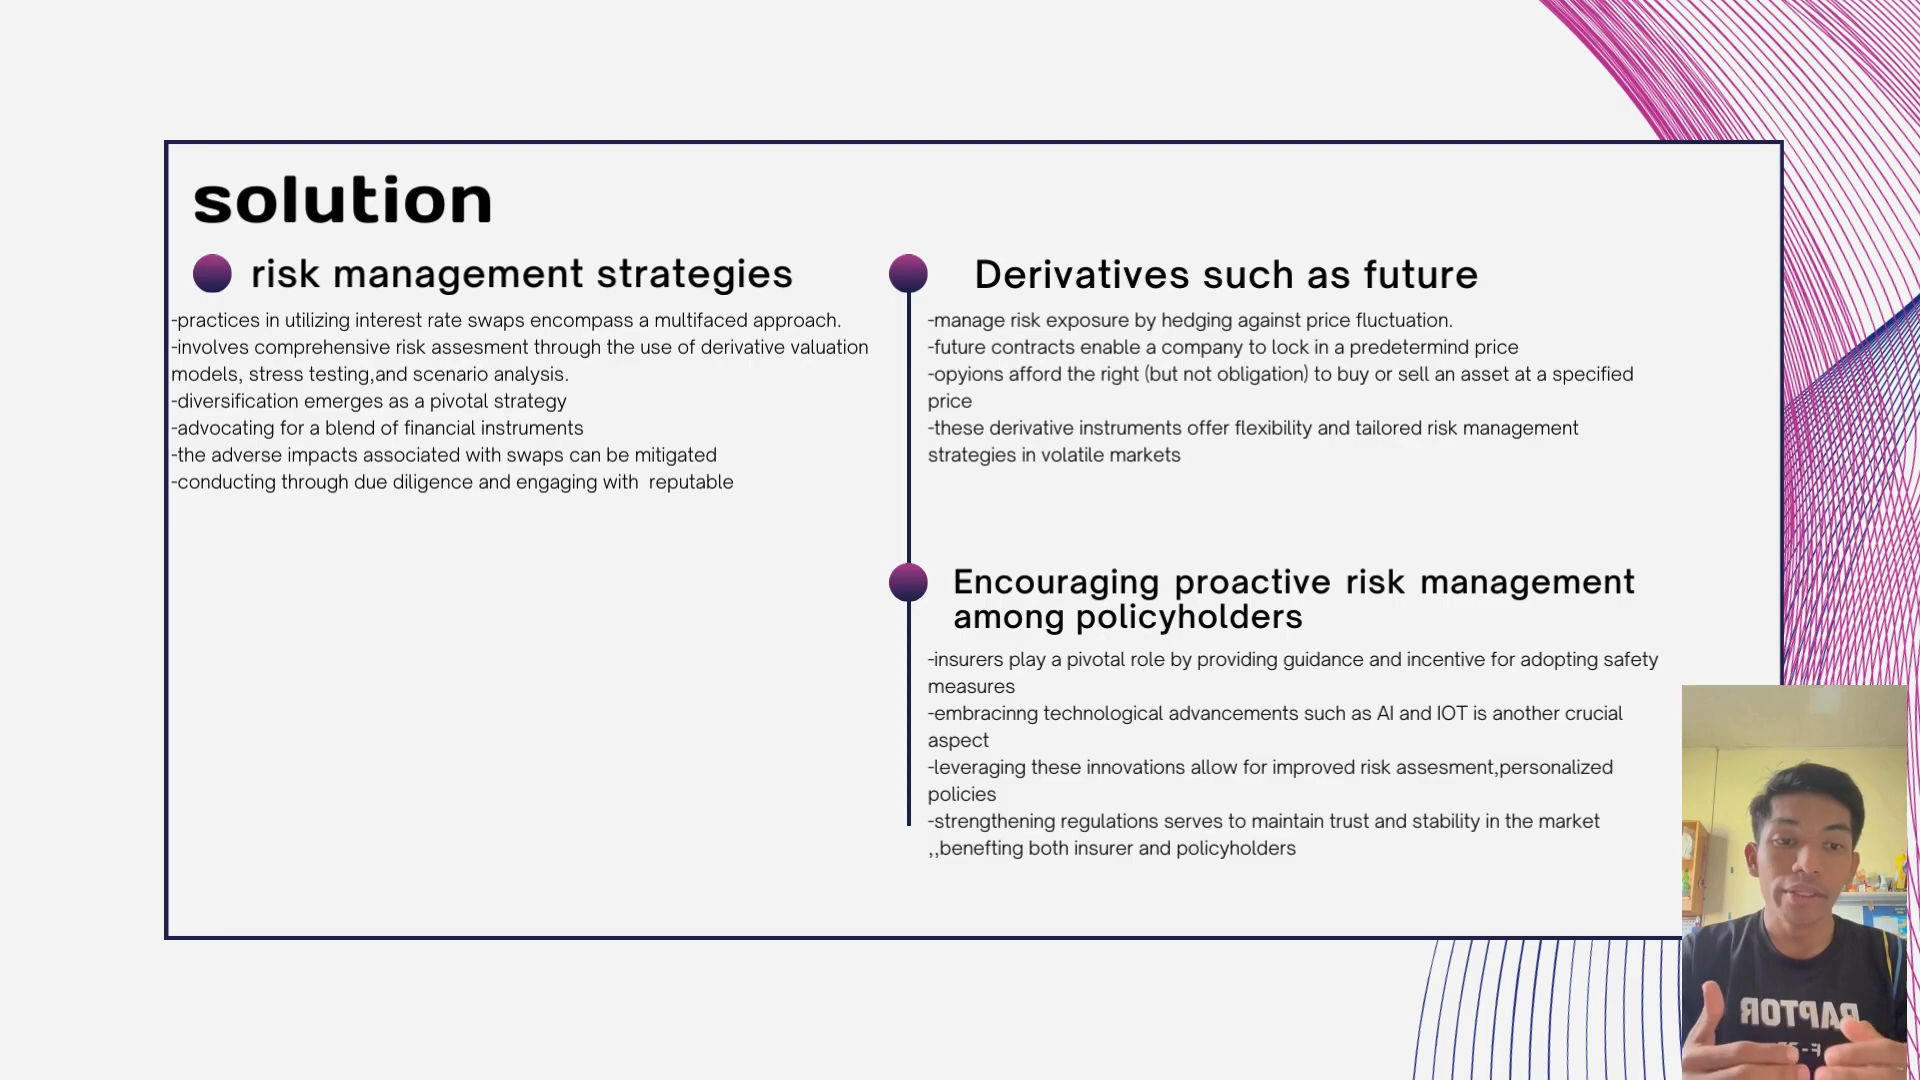 solution
risk management strategies
-practices in utilizing interest rate swaps encompass a multifaced approach.
-involves comprehensive risk assesment through the use of derivative valuation
models, stress testing,and scenario analysis.
-diversification emerges as a pivotal strategy
-advocating for a blend of financial instruments
-the adverse impacts associated with swaps can be mitigated
-conducting through due diligence and engaging with  reputable
Derivatives such as future
-manage risk exposure by hedging against price fluctuation.
-future contracts enable a company to lock in a predetermind price
-opyions afford the right (but not obligation) to buy or sell an asset at a specified
price
-these derivative instruments offer flexibility and tailored risk management
strategies in volatile markets
Encouraging proactive risk management
among policyholders
-insurers play a pivotal role by providing guidance and incentive for adopting safety
measures
-embracinng technological advancements such as AI and IOT is another crucial
aspect
-leveraging these innovations allow for improved risk assesment,personalized
policies
-strengthening regulations serves to maintain trust and stability in the market
,,benefting both insurer and policyholders
RAPTOR